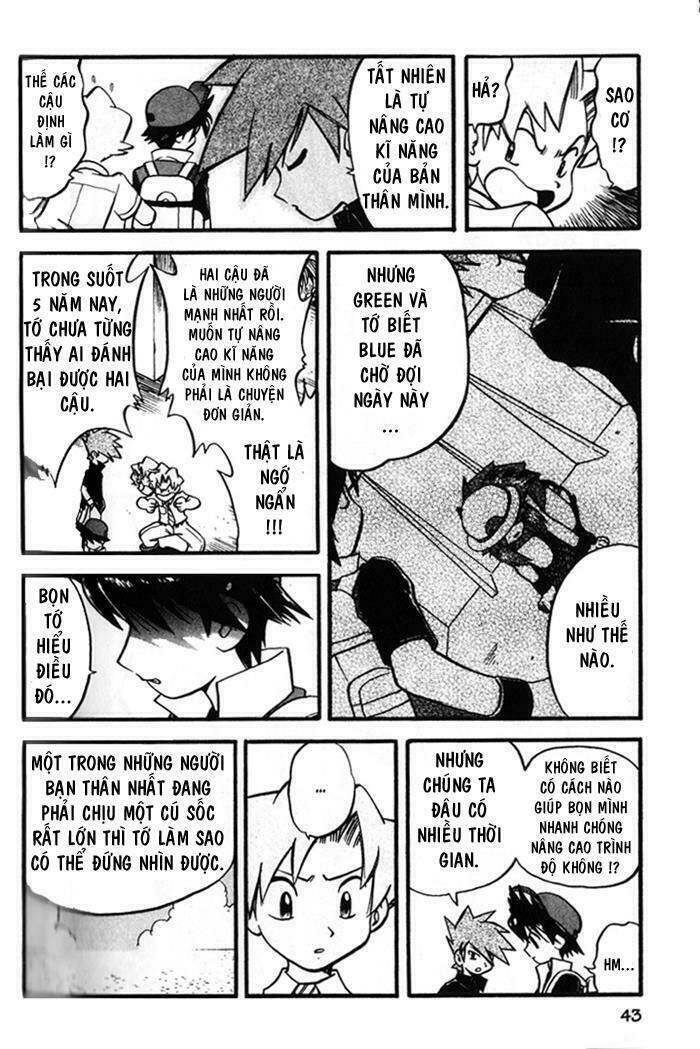 SAO
CƠ
!?
HẢ?
TẤT NHIÊN
LÀ TỰ
NÂNG CAO
KĨ NĂNG
CỦA BẢN
THÂN MÌNH.
THẾ CÁC
CẬU
ĐỊNH
LÀM GÌ
!?
NHƯNG
GREEN VÀ
TỚ BIẾT
BLUE ĐÃ
CHỜ ĐỢI
NGÀY NÀY
...
NHIỀU
NHƯ THẾ
NÀO.
HAI CẬU ĐÃ
LÀ NHỮNG NGƯỜI
MẠNH NHẤT RỒI.
MUỐN TỰ NÂNG
CAO KĨ NĂNG
CỦA MÌNH KHÔNG
PHẢI LÀ CHUYỆN
ĐƠN GIẢN.
THẬT LÀ
NGỚ
NGẨN
!!!
TRONG SUỐT
5 NĂM NAY,
TỚ CHƯA TỪNG
THẤY AI ĐÁNH
BẠI ĐƯỢC HAI
CẬU.
BỌN
TỚ
HIỂU
ĐIỀU
ĐÓ...
KHÔNG BIẾT
CÓ CÁCH NÀO
GIÚP BỌN MÌNH
NHANH CHÓNG
NÂNG CAO TRÌNH
ĐỘ KHÔNG !?
HM...
NHƯNG
CHÚNG TA
ĐÂU CÓ
NHIỀU THỜI
GIAN.
...
MỘT TRONG NHỮNG NGƯỜI
BẠN THÂN NHẤT ĐANG
PHẢI CHỊU MỘT CÚ SỐC
RẤT LỚN THÌ TỚ LÀM SAO
CÓ THỂ ĐỨNG NHÌN ĐƯỢC.
43